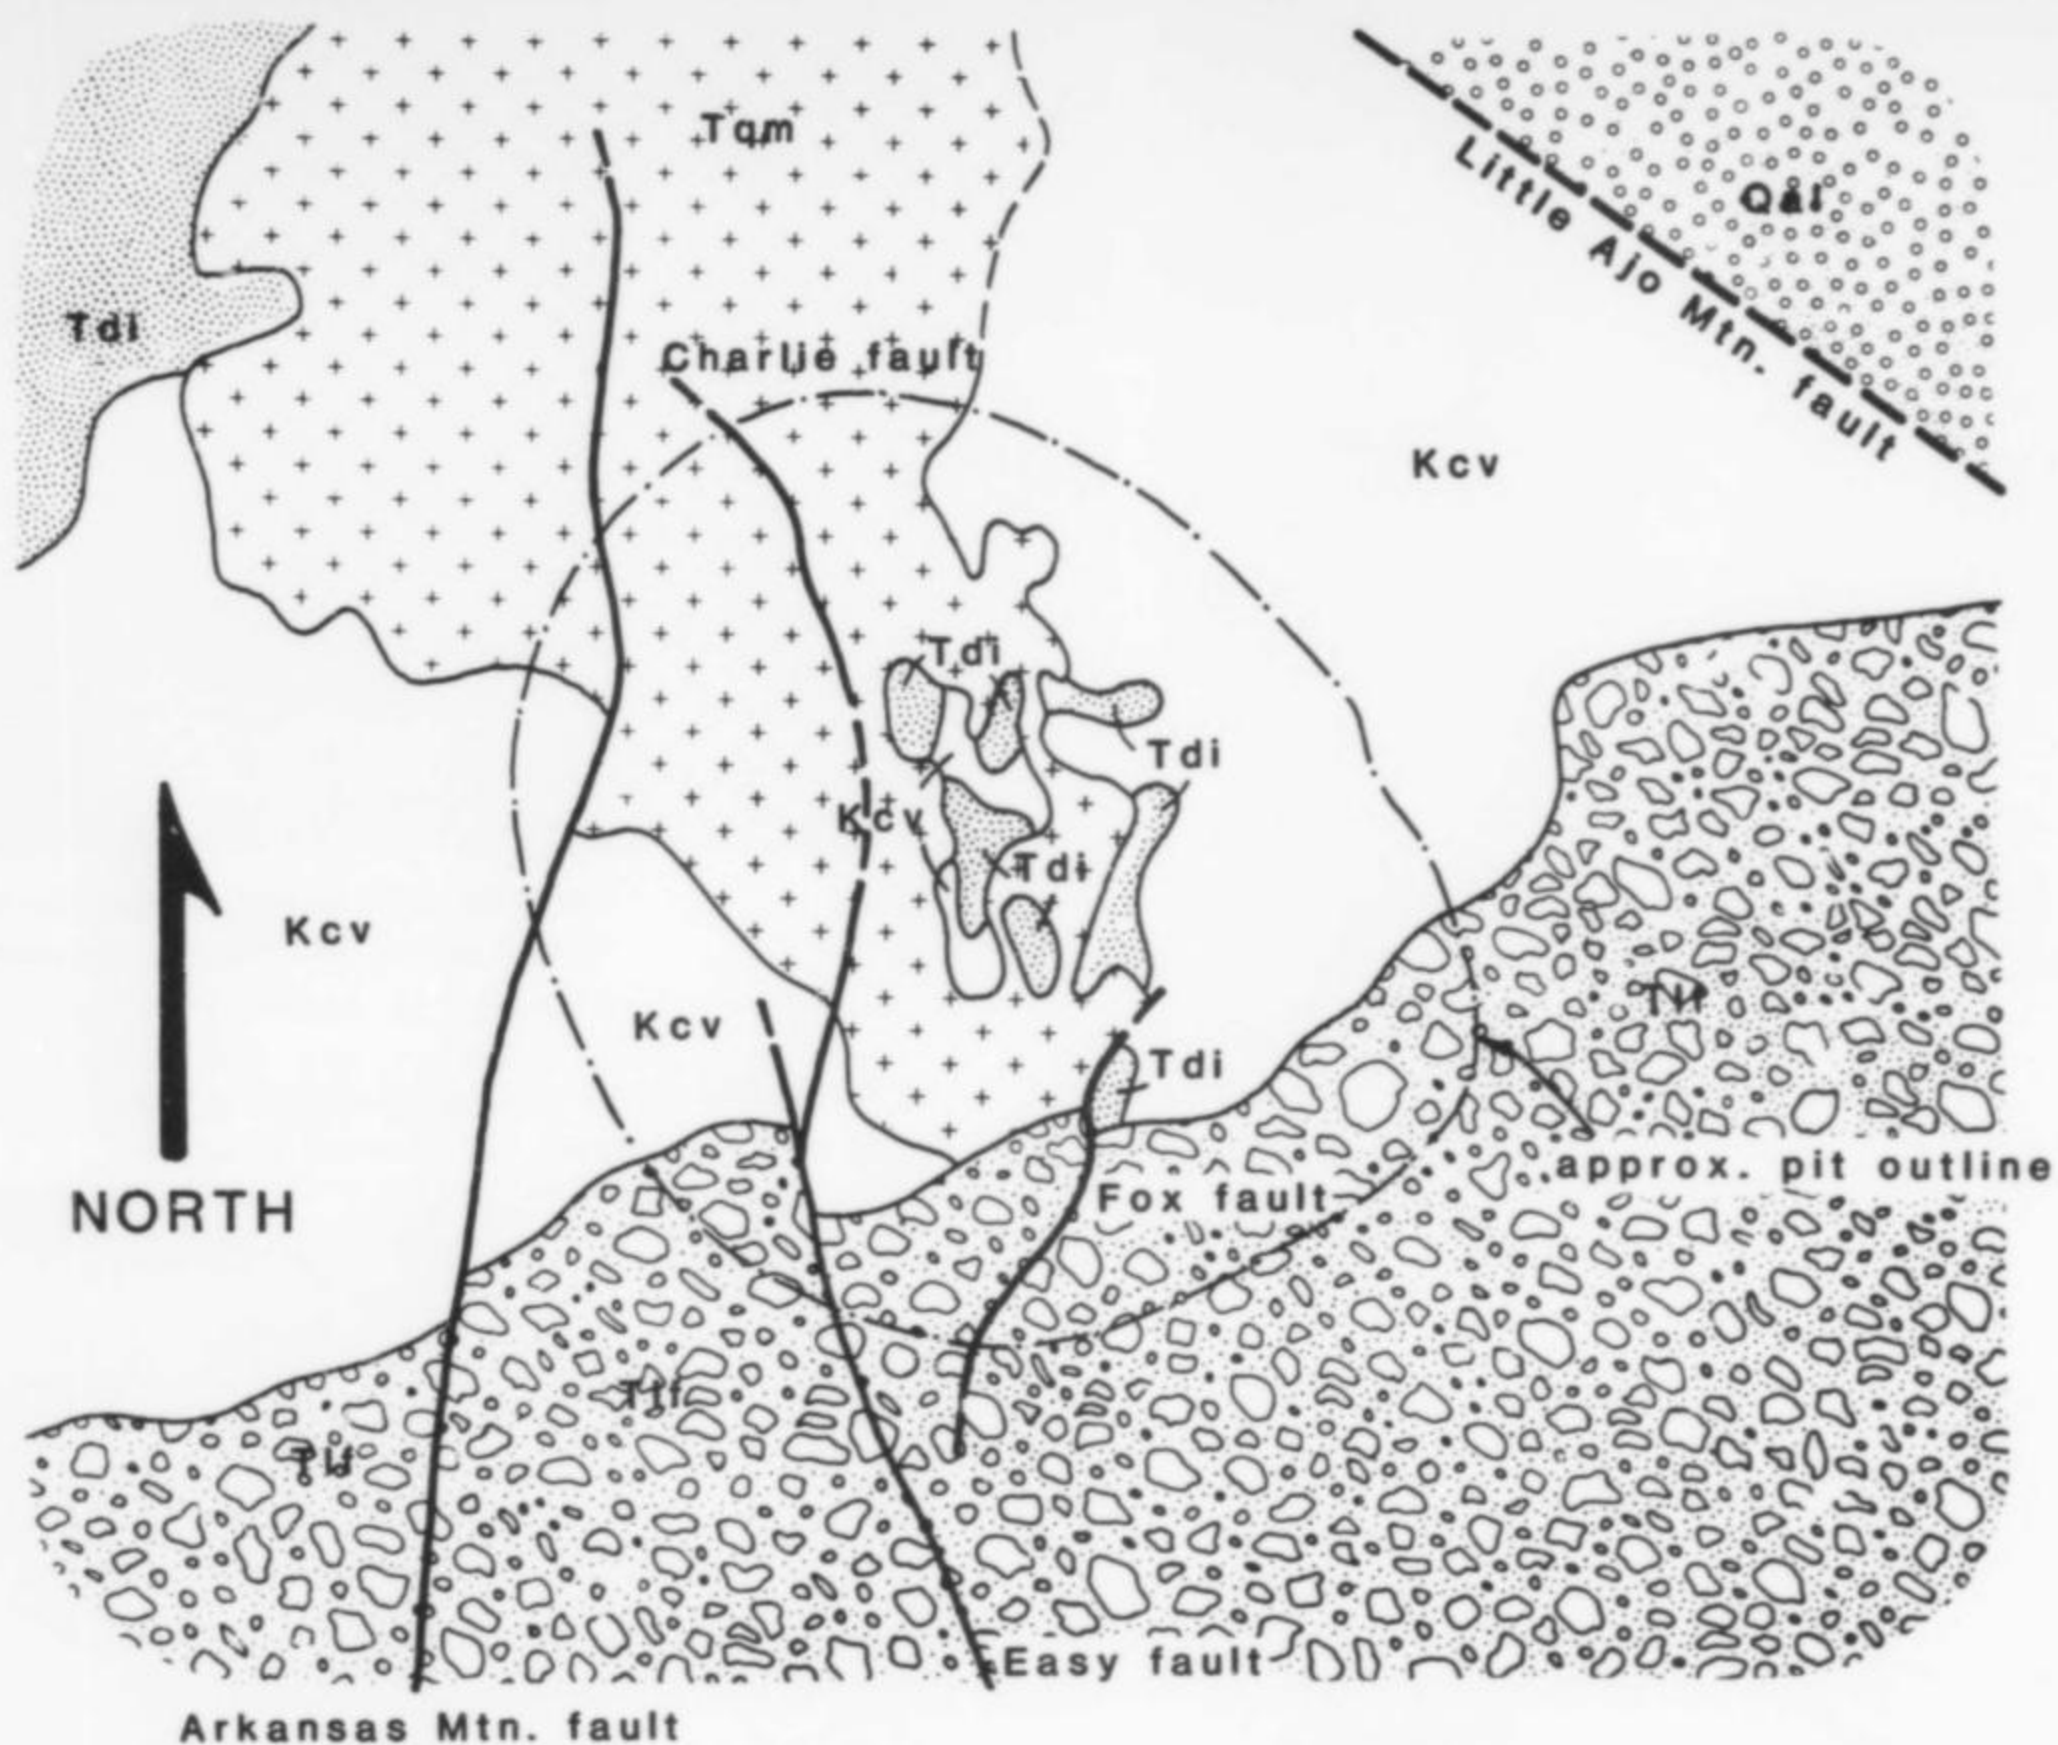 Tqm
Qal
Little Ajo Mtn. fault
Tdi
Charlie fault
Kcv
Tdi
Tdi
Kcv
Tdi
Kcv
Kcv
Tdi
Tlf
NORTH
approx. pit outline
Fox fault
Tlf
Tlf
Easy fault
Arkansas Mtn. fault